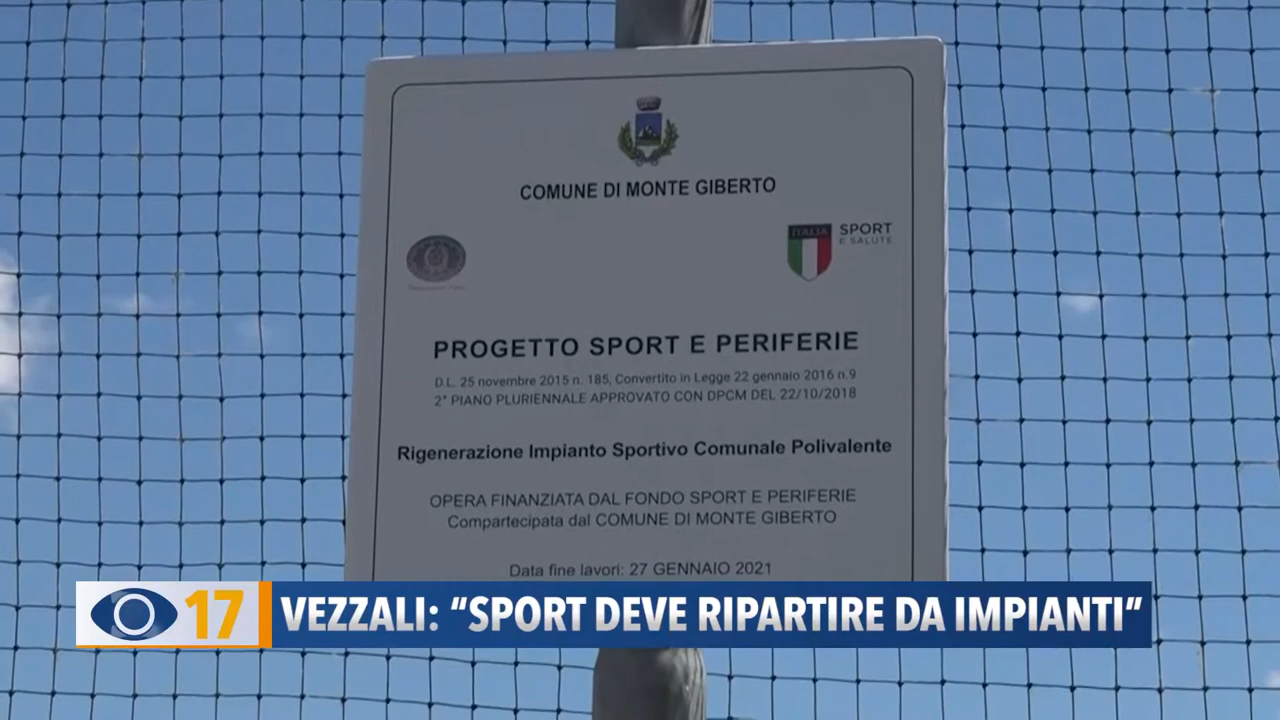 COMUNE DI MONTE GIBERTO
ITALIA
SPORT
E SALUTE
PROGETTO SPORT E PERIFERIE
D.L. 25 novembre 2015 n. 185, Convertito in Legge 22 gennaio 2016 n.9
2° PIANO PLURIENNALE APPROVATO CON DPCM DEL 22/10/2018
Rigenerazione Impianto Sportivo Comunale Polivalente
OPERA FINANZIATA DAL FONDO SPORT E PERIFERIE
Compartecipata dal COMUNE DI MONTE GIBERTO
Data fine lavori: 27 GENNAIO 2021
17 VEZZALI: “SPORT DEVE RIPARTIRE DA IMPIANTI“